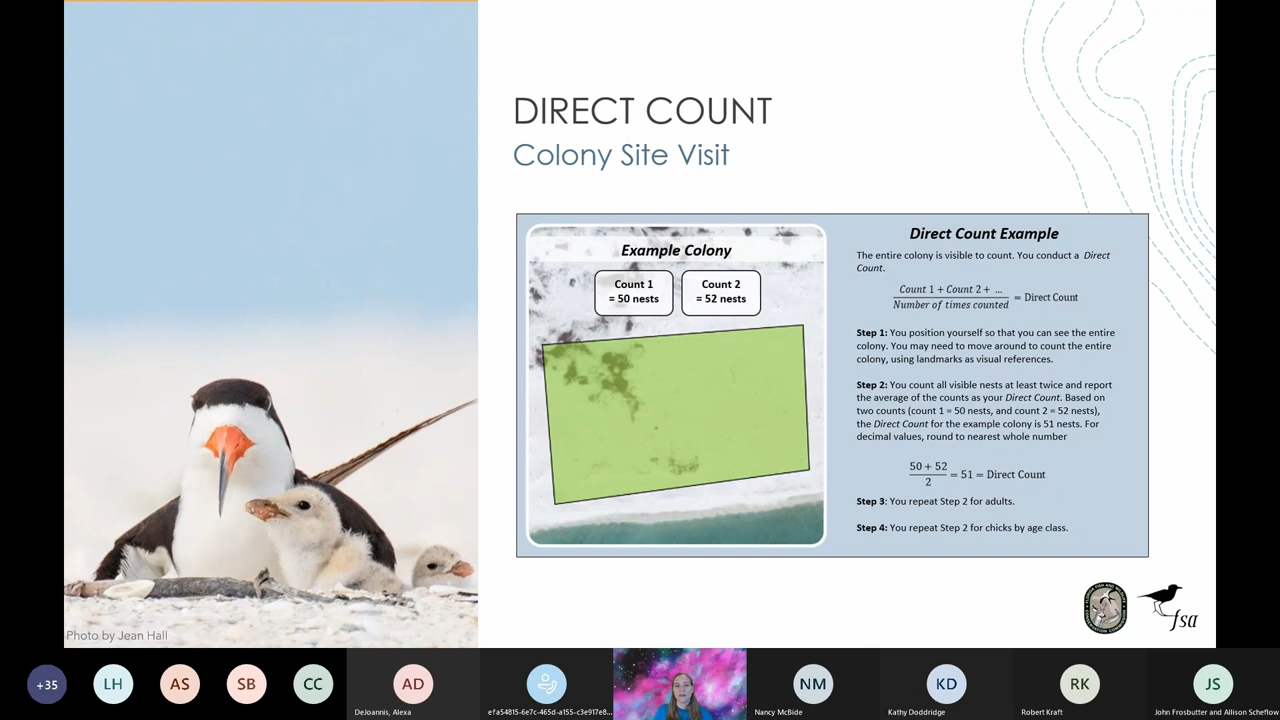 DIRECT COUNT
Colony Site Visit
Example Colony
Count 1
= 50 nests
Count 2
= 52 nests
Direct Count Example
The entire colony is visible to count. You conduct a Direct
Count.
Count 1 + Count 2 + ...
Number of times counted
= Direct Count
Step 1: You position yourself so that you can see the entire
colony. You may need to move around to count the entire
colony, using landmarks as visual references.
Step 2: You count all visible nests at least twice and report
the average of the counts as your Direct Count. Based on
two counts (count 1 = 50 nests, and count 2 = 52 nests),
the Direct Count for the example colony is 51 nests. For
decimal values, round to nearest whole number
50 + 52
2
= 51 = Direct Count
Step 3: You repeat Step 2 for adults.
Step 4: You repeat Step 2 for chicks by age class.
Photo by Jean Hall
fsa
+35
LH
AS
SB
CC
AD
NM
KD
RK
JS
DeJoannis, Alexa
Nancy McBide
Kathy Doddridge
Robert Kraft
John Frosbutter and Allison Scheflow